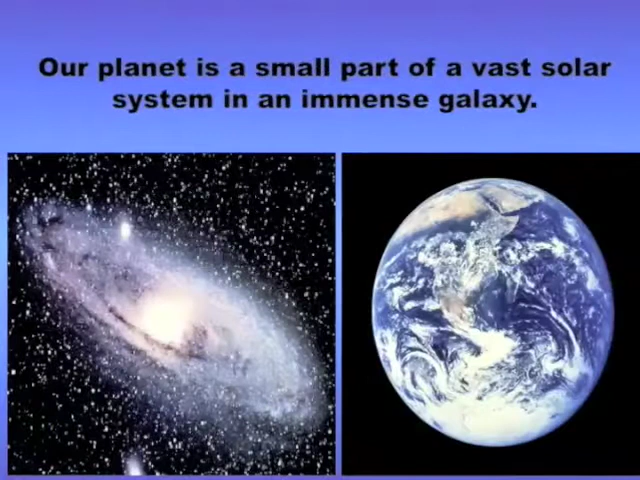 Our planet is a small part of a vast solar
system in an immense galaxy.